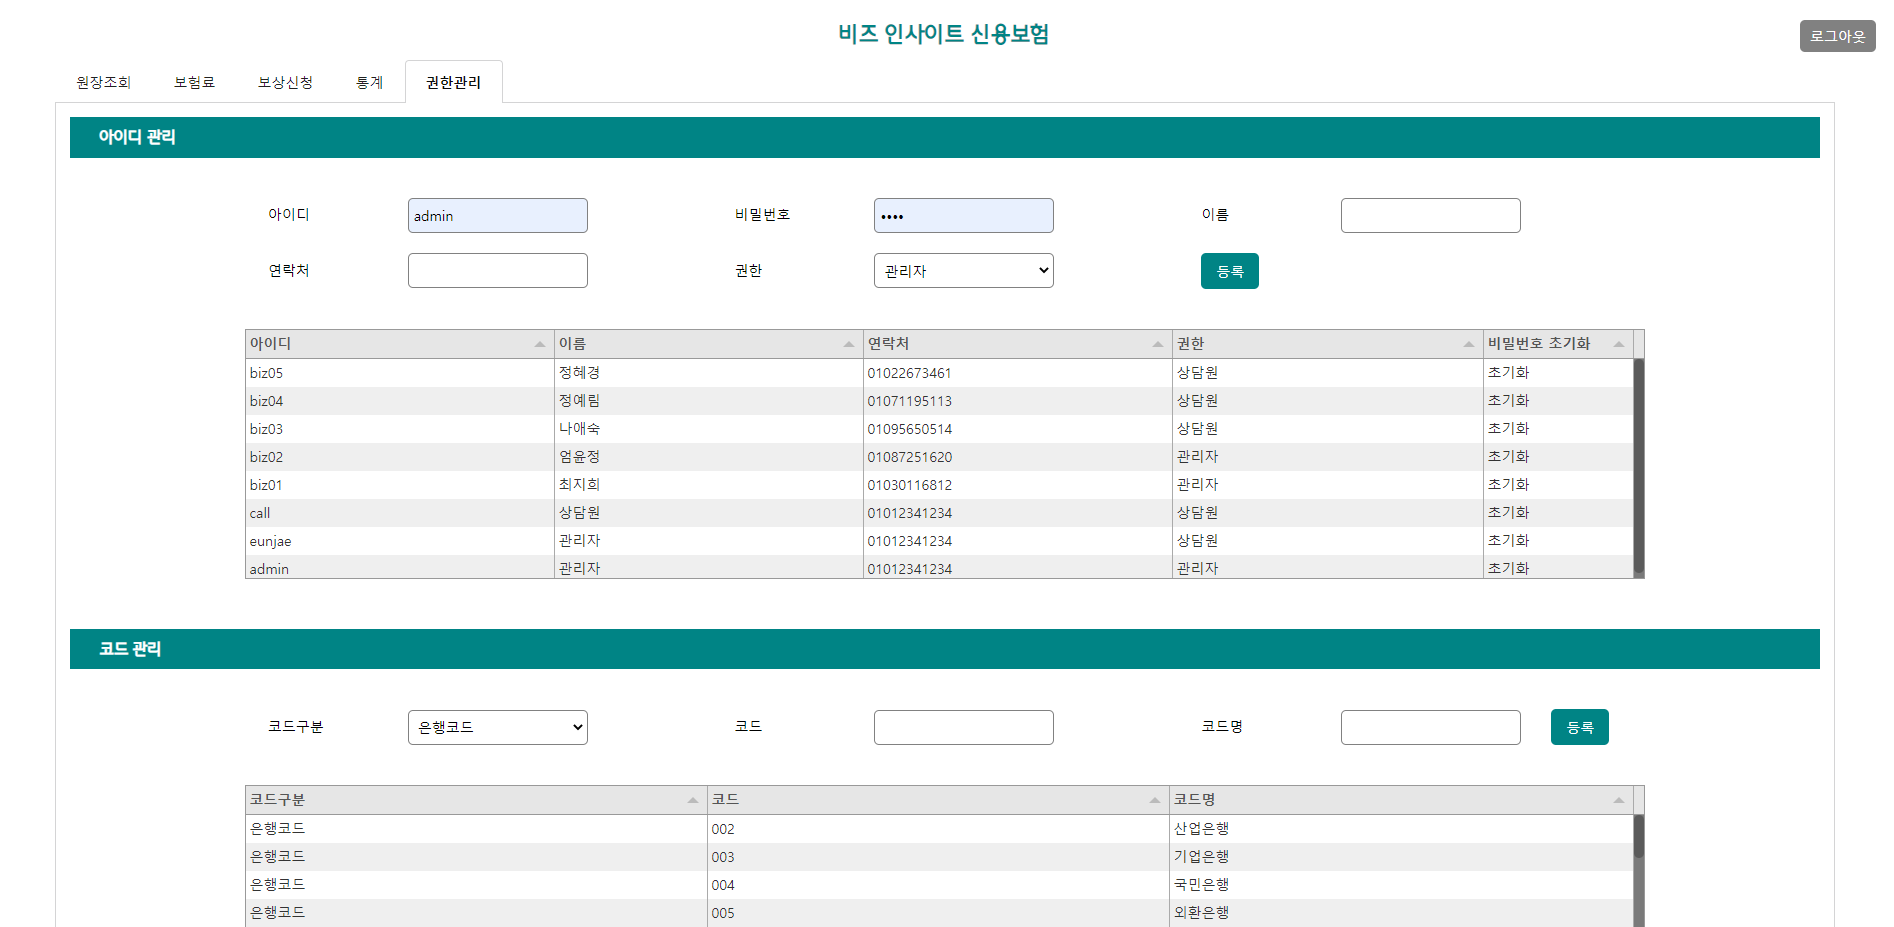 비즈 인사이트 신용보험
로그아웃
원장조회 보험료 보상신청 통계 권한관리
아이디 관리
아이디 admin 비밀번호 •••• 이름
연락처 권한 관리자 등록
아이디 이름 연락처 권한 비밀번호 초기화
biz05 정혜경 01022673461 상담원 초기화
biz04 정예림 01071195113 상담원 초기화
biz03 나애숙 01095650514 상담원 초기화
biz02 엄윤정 01087251620 관리자 초기화
biz01 최지희 01030116812 관리자 초기화
call 상담원 01012341234 상담원 초기화
eunjae 관리자 01012341234 상담원 초기화
admin 관리자 01012341234 관리자 초기화
코드 관리
코드구분 은행코드 코드 코드명 등록
코드구분 코드 코드명
은행코드 002 산업은행
은행코드 003 기업은행
은행코드 004 국민은행
은행코드 005 외환은행